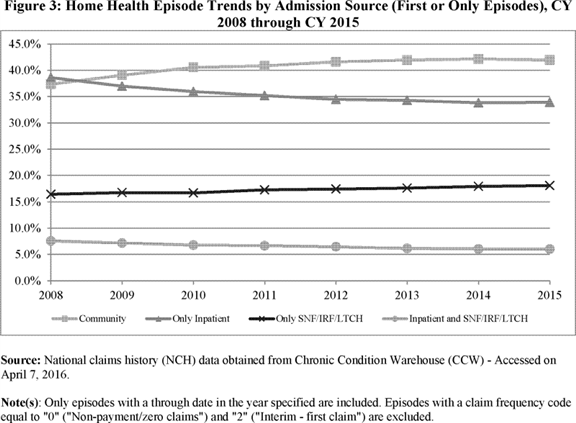 Figure 3: Home Health Episode Trends by Admission Source (First or Only Episodes), CY
2008 through CY 2015
45.0%
40.0%
35.0%
30.0%
25.0%
20.0%
15.0%
10.0%
5.0%
0.0%
2008 2009 2010 2011 2012 2013 2014 2015
Community Only Inpatient Only SNF/IRF/LTCH Inpatient and SNF/IRF/LTCH
Source: National claims history (NCH) data obtained from Chronic Condition Warehouse (CCW) - Accessed on
April 7, 2016.
Note(s): Only episodes with a through date in the year specified are included. Episodes with a claim frequency code
equal to "0" ("Non-payment/zero claims") and "2" ("Interim - first claim") are excluded.